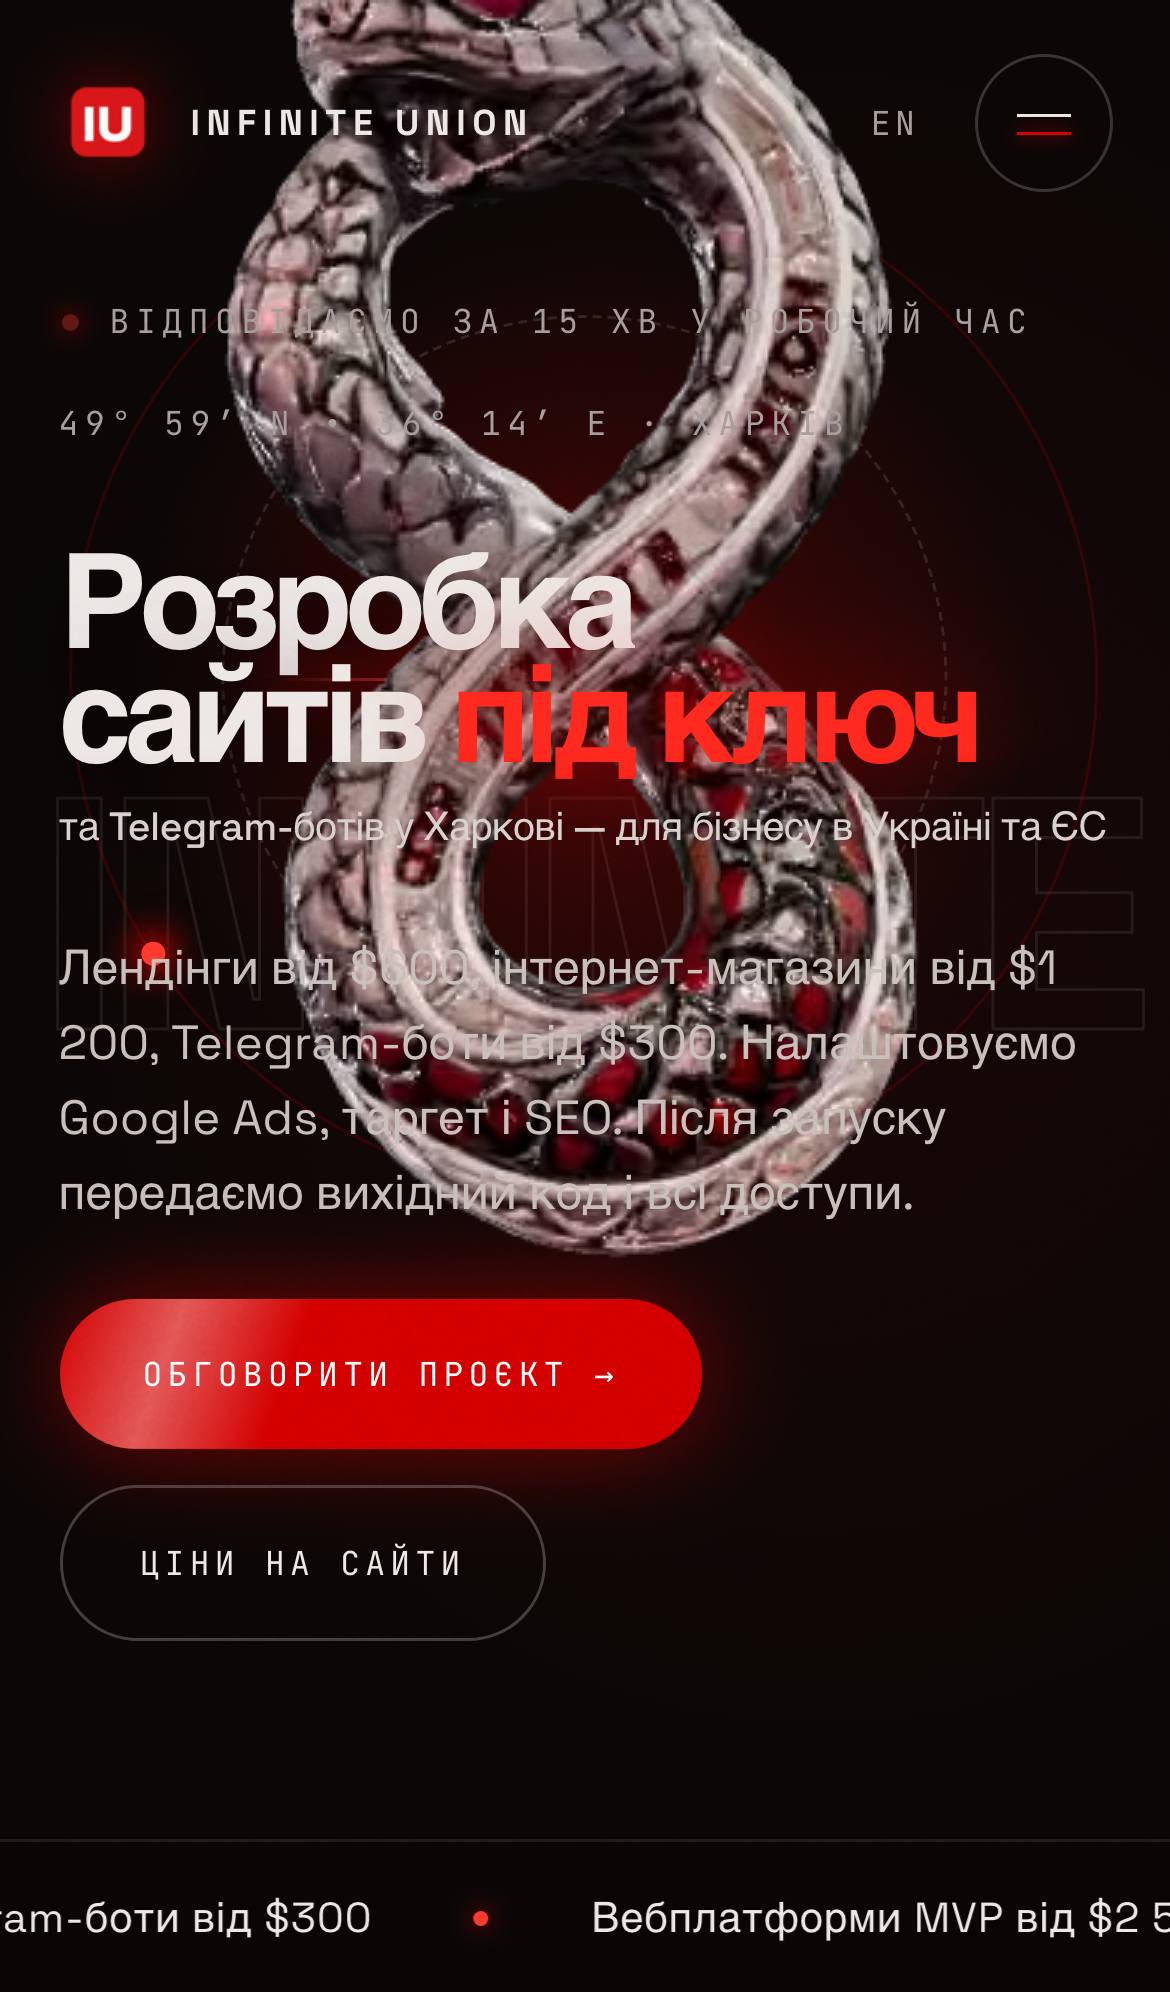 IU INFINITE UNION EN
ВІДПОВІДАЄМО ЗА 15 ХВ У РОБОЧИЙ ЧАС
49° 59′ N · 36° 14′ E · ХАРКІВ
Розробка
сайтів під ключ
та Telegram-ботів у Харкові — для бізнесу в Україні та ЄС
Лендінги від $600, інтернет-магазини від $1
200, Telegram-боти від $300. Налаштовуємо
Google Ads, таргет і SEO. Після запуску
передаємо вихідний код і всі доступи.
ОБГОВОРИТИ ПРОЄКТ →
ЦІНИ НА САЙТИ
ram-боти від $300 • Вебплатформи MVP від $2 5